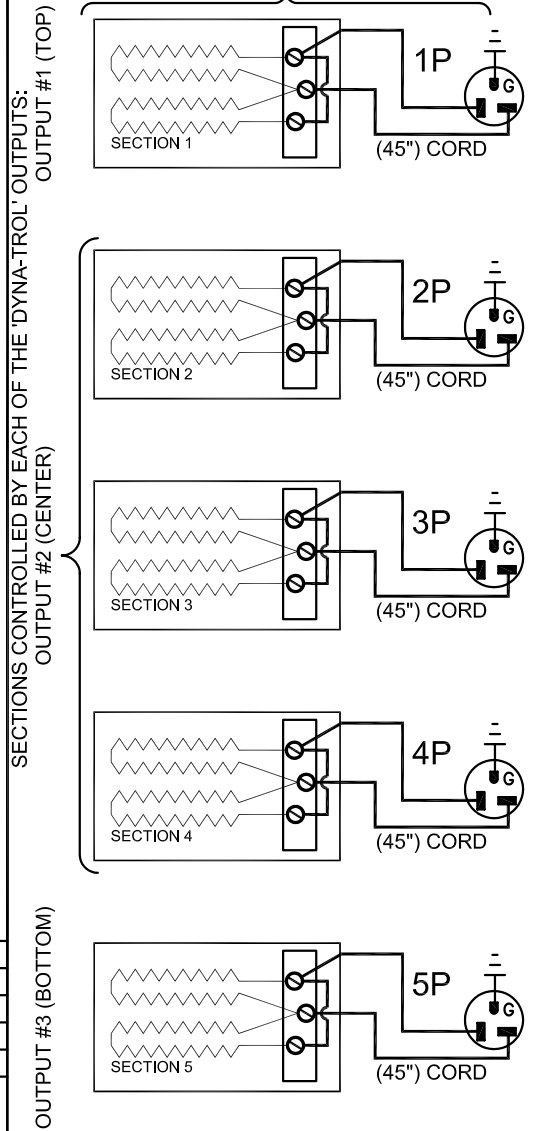 SECTIONS CONTROLLED BY EACH OF THE 'DYNA-TROL' OUTPUTS:
OUTPUT #1 (TOP)
SECTION 1
1P
G
(45") CORD
OUTPUT #2 (CENTER)
SECTION 2
2P
G
(45") CORD
SECTION 3
3P
G
(45") CORD
SECTION 4
4P
G
(45") CORD
OUTPUT #3 (BOTTOM)
SECTION 5
5P
G
(45") CORD